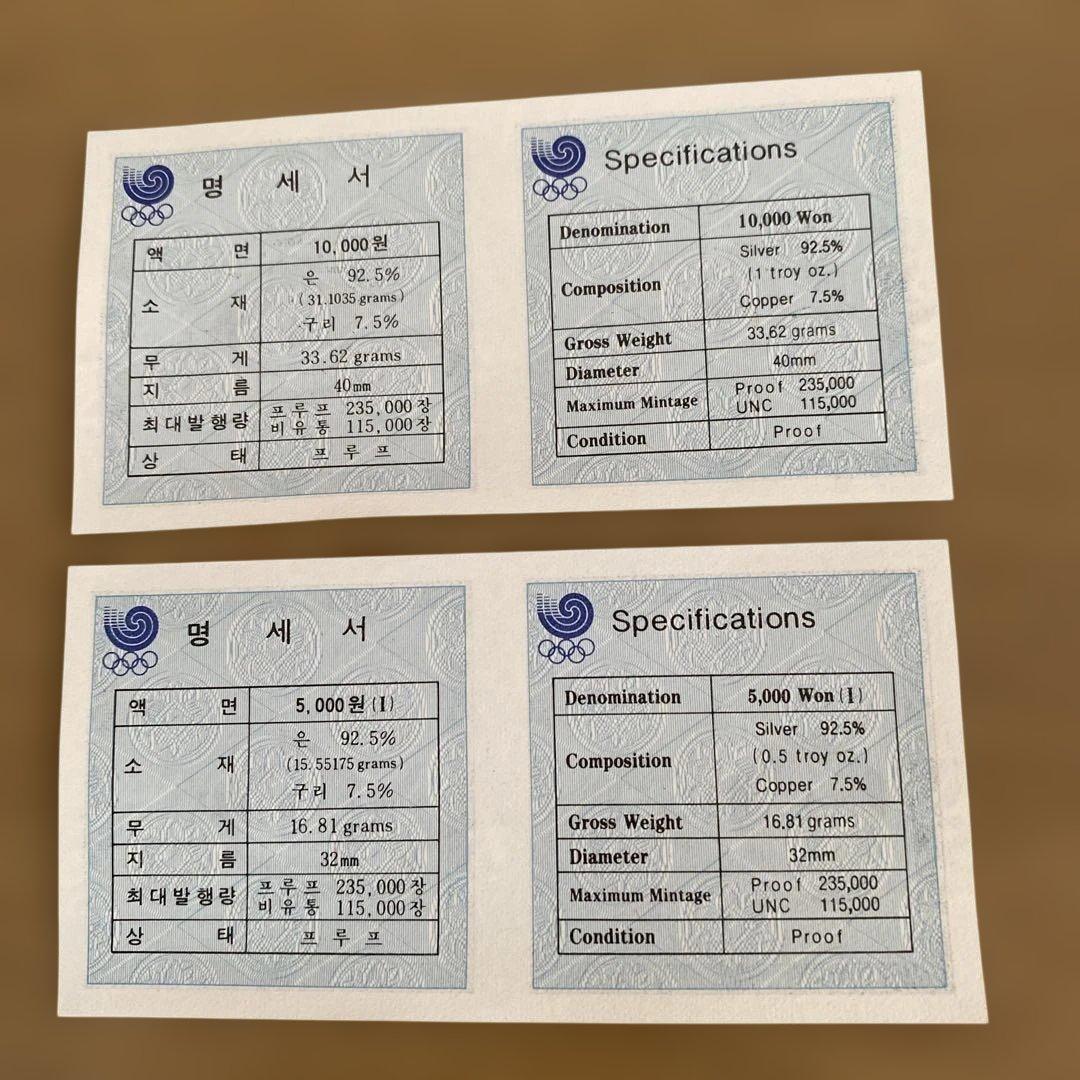 명 세 서
액 면 10,000원
소 재 은 92.5%
(31.1035 grams)
구리 7.5%
무 게 33.62 grams
지 름 40mm
최대발행량 프루프 235,000장
비유통 115,000장
상 태 프루프
Specifications
Denomination 10,000 Won
Composition Silver 92.5%
(1 troy oz.)
Copper 7.5%
Gross Weight 33.62 grams
Diameter 40mm
Maximum Mintage Proof 235,000
UNC 115,000
Condition Proof
명 세 서
액 면 5,000원(I)
소 재 은 92.5%
(15.55175 grams)
구리 7.5%
무 게 16.81 grams
지 름 32mm
최대발행량 프루프 235,000장
비유통 115,000장
상 태 프루프
Specifications
Denomination 5,000 Won (I)
Composition Silver 92.5%
(0.5 troy oz.)
Copper 7.5%
Gross Weight 16.81 grams
Diameter 32mm
Maximum Mintage Proof 235,000
UNC 115,000
Condition Proof